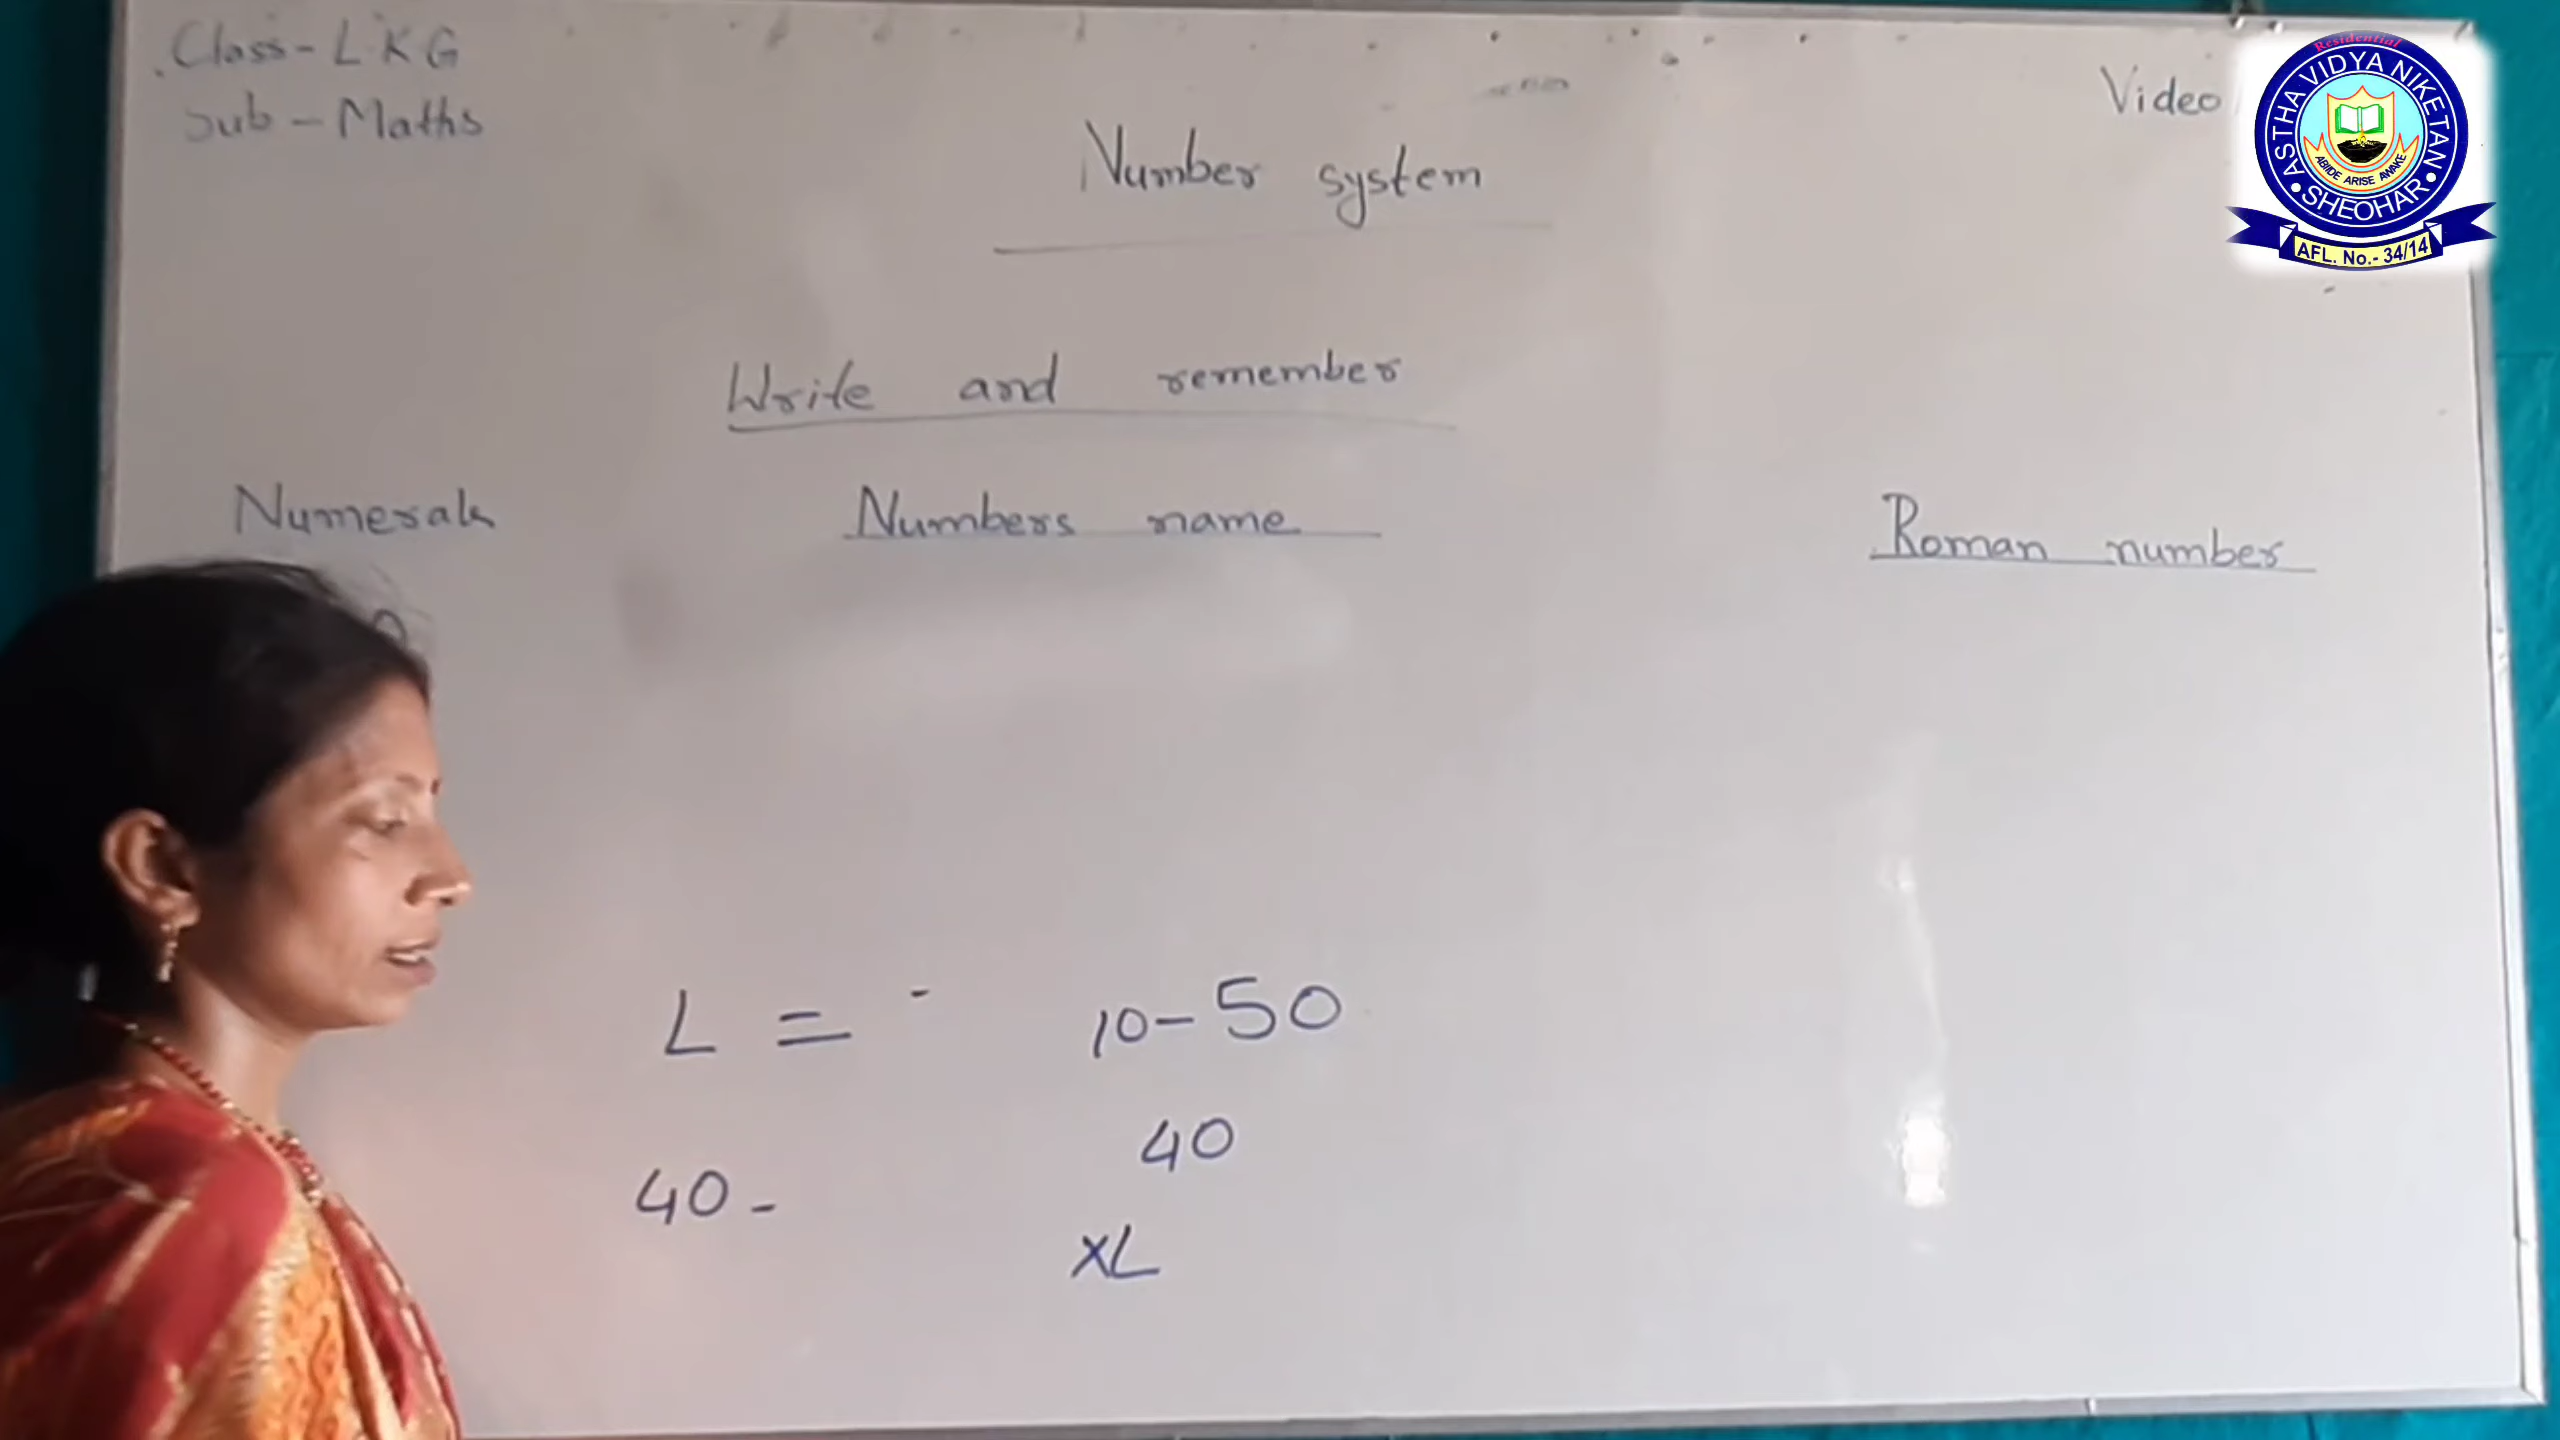 Class - LKG
Sub - Maths
Video
Residential
ASTHA VIDYA NIKETAN
SHEOHAR
ABIDE ARISE AWAKE
AFL. No.- 34/14
Number system
Write and remember
Numerals Numbers name Roman number
L = - 10-50
40
40 -
XL